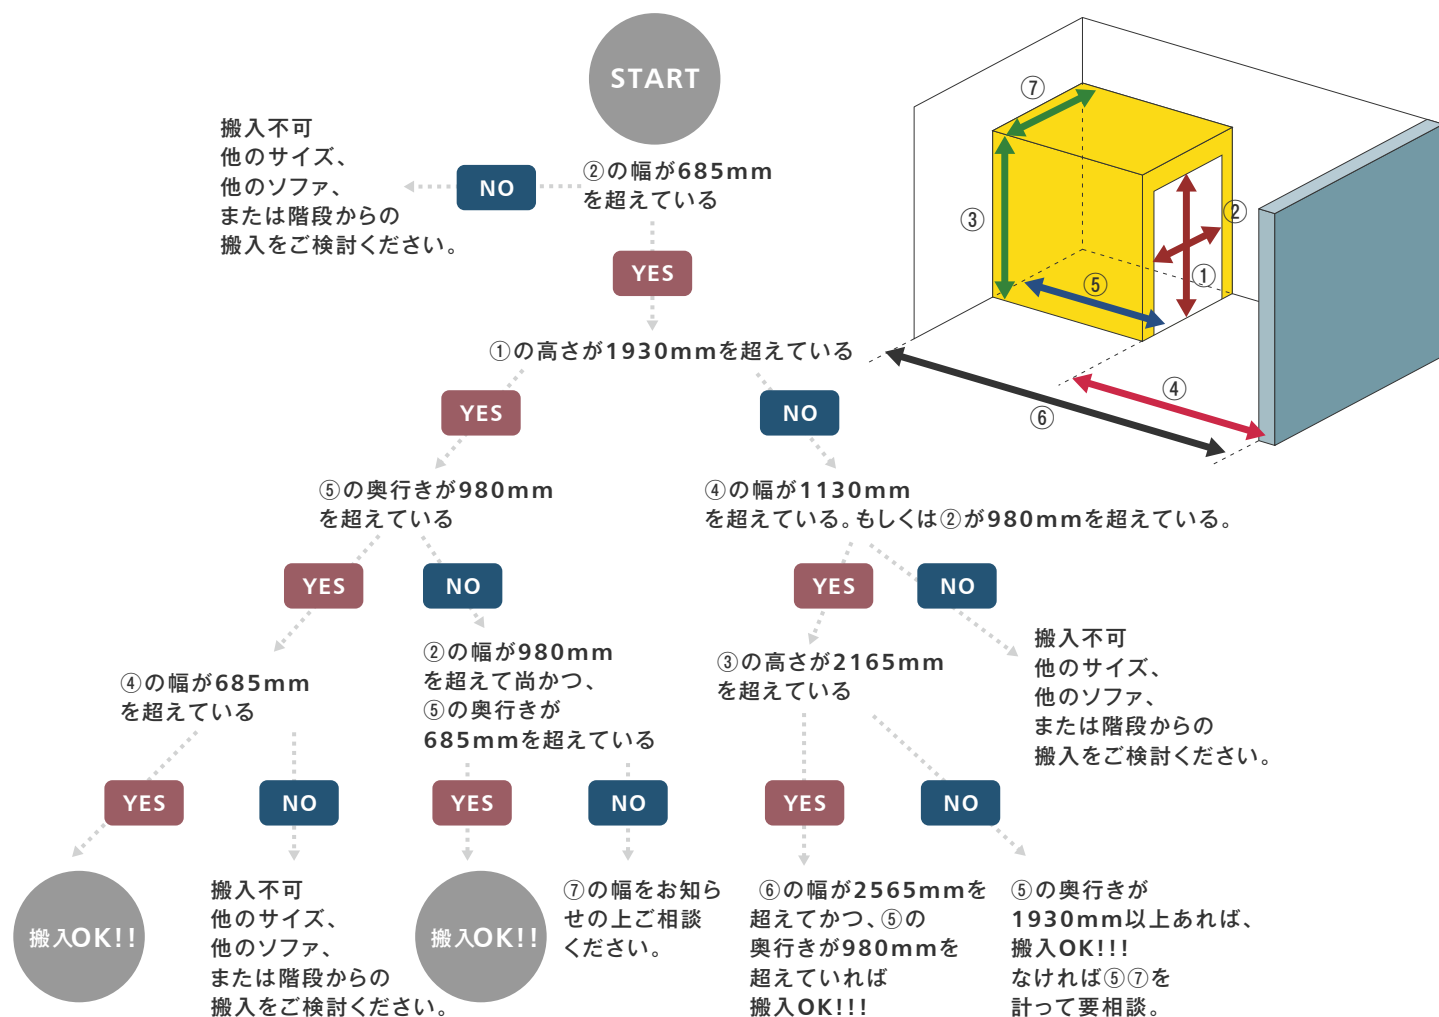 START
②の幅が685mm
を超えている
NO
搬入不可
他のサイズ、
他のソファ、
または階段からの
搬入をご検討ください。
YES
①の高さが1930mmを超えている
YES
NO
⑤の奥行きが980mm
を超えている
④の幅が1130mm
を超えている。もしくは②が980mmを超えている。
YES
NO
YES
NO
④の幅が685mm
を超えている
②の幅が980mm
を超えて尚かつ、
⑤の奥行きが
685mmを超えている
③の高さが2165mm
を超えている
搬入不可
他のサイズ、
他のソファ、
または階段からの
搬入をご検討ください。
YES
NO
YES
NO
YES
NO
搬入OK!!
搬入不可
他のサイズ、
他のソファ、
または階段からの
搬入をご検討ください。
搬入OK!!
⑦の幅をお知ら
せの上ご相談
ください。
⑥の幅が2565mmを
超えてかつ、⑤の
奥行きが980mmを
超えていれば
搬入OK!!!
⑤の奥行きが
1930mm以上あれば、
搬入OK!!!
なければ⑤⑦を
計って要相談。
⑦
③
②
①
⑤
④
⑥